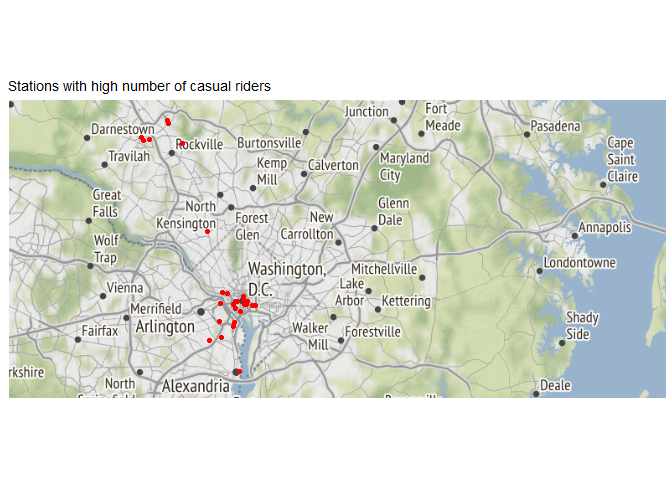 Stations with high number of casual riders
Junction
Fort
Meade
Darnestown
Pasadena
Rockville
Burtonsville
Cape
Saint
Claire
Travilah
Kemp
Mill
Calverton
Maryland
City
Great
Falls
North
Kensington
Forest
Glen
New
Carrollton
Glenn
Dale
Annapolis
Wolf
Trap
Washington,
D.C.
Mitchellville
Londontowne
Vienna
Lake
Arbor
Kettering
Merrifield
Arlington
Fairfax
Walker
Mill
Forestville
Shady
Side
rkshire
North
Alexandria
Deale